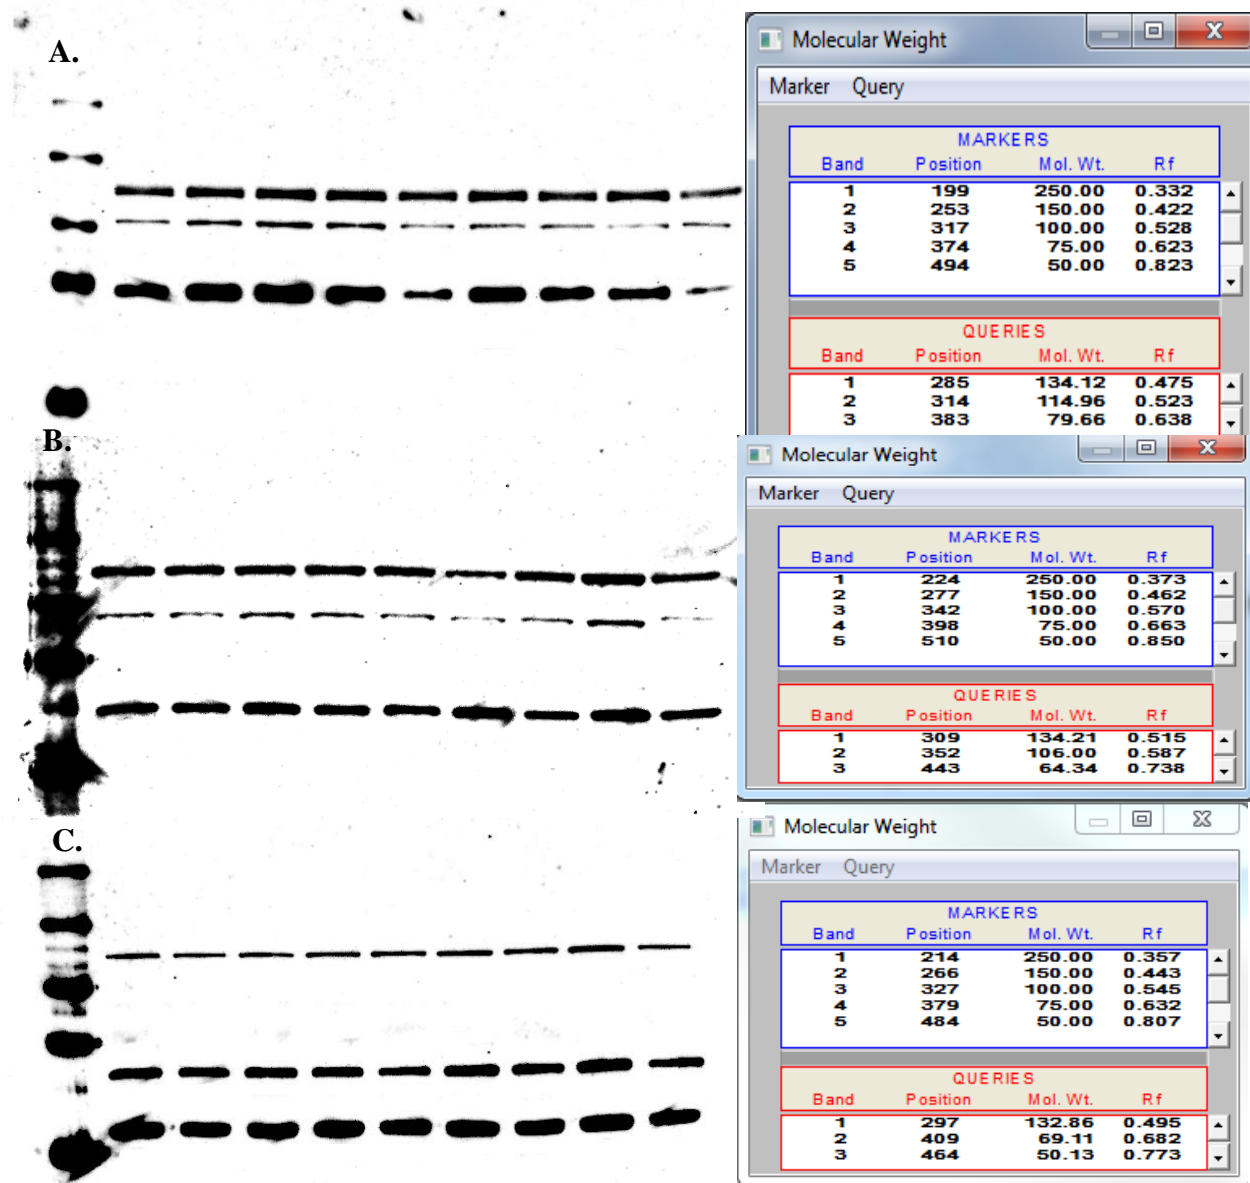 A.
Molecular Weight
Marker Query
MARKERS
Band Position Mol. Wt. Rf
1 199 250.00 0.332
2 253 150.00 0.422
3 317 100.00 0.528
4 374 75.00 0.623
5 494 50.00 0.823
QUERIES
Band Position Mol. Wt. Rf
1 285 134.12 0.475
2 314 114.96 0.523
3 383 79.66 0.638
B.
Molecular Weight
Marker Query
MARKERS
Band Position Mol. Wt. Rf
1 224 250.00 0.373
2 277 150.00 0.462
3 342 100.00 0.570
4 398 75.00 0.663
5 510 50.00 0.850
QUERIES
Band Position Mol. Wt. Rf
1 309 134.21 0.515
2 352 106.00 0.587
3 443 64.34 0.738
C.
Molecular Weight
Marker Query
MARKERS
Band Position Mol. Wt. Rf
1 214 250.00 0.357
2 266 150.00 0.443
3 327 100.00 0.545
4 379 75.00 0.632
5 484 50.00 0.807
QUERIES
Band Position Mol. Wt. Rf
1 297 132.86 0.495
2 409 69.11 0.682
3 464 50.13 0.773